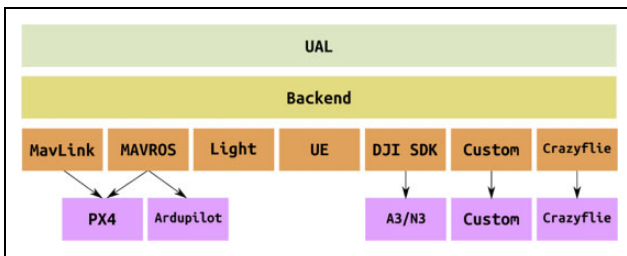 UAL
Backend
MavLink MAVROS Light UE DJI SDK Custom Crazyflie
PX4 Ardupilot A3/N3 Custom Crazyflie